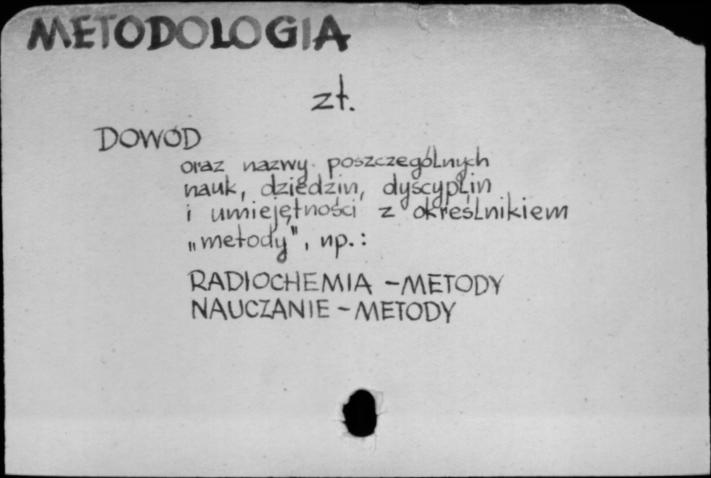 METODOLOGIA
zł.
DOWÓD
oraz nazwy poszczególnych
nauk, dziedzin, dyscyplin
i umiejętności z określnikiem
„metody", np.:
RADIOCHEMIA - METODY
NAUCZANIE - METODY